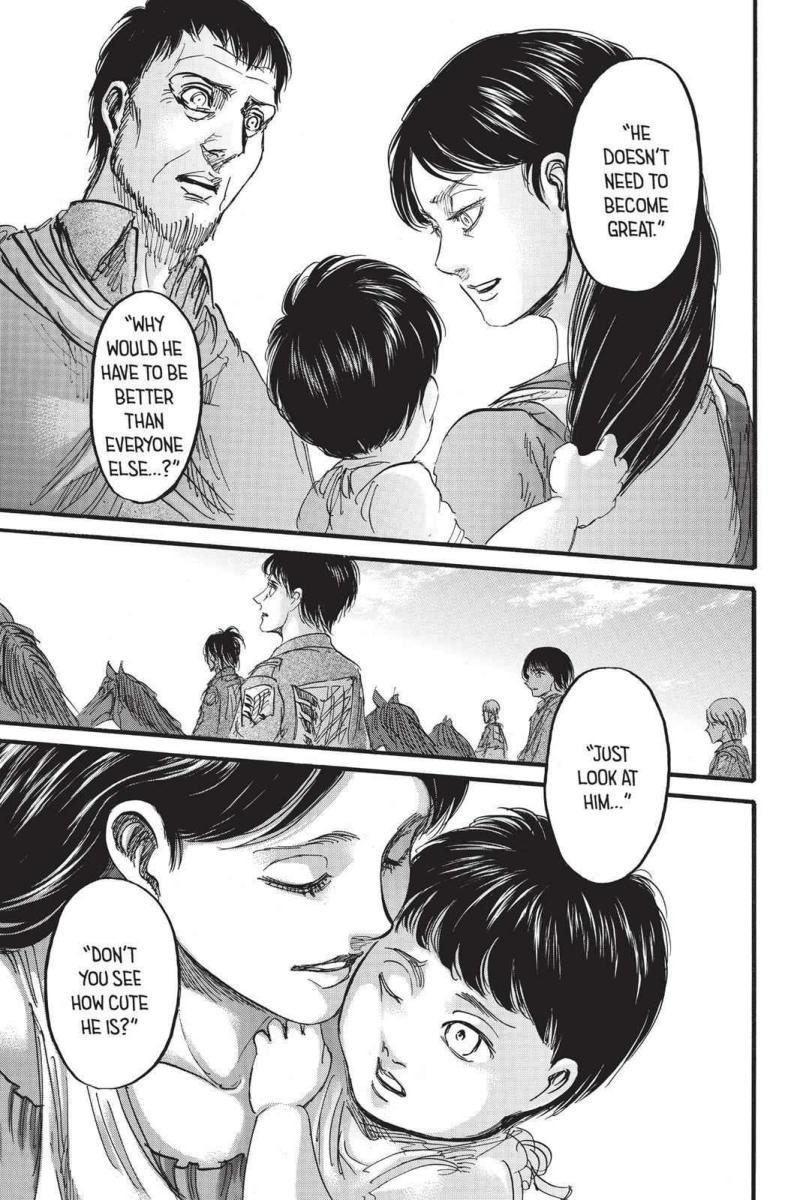 "HE
DOESN'T
NEED TO
BECOME
GREAT."
"WHY
WOULD HE
HAVE TO BE
BETTER
THAN
EVERYONE
ELSE...?"
"JUST
LOOK AT
HIM..."
"DON'T
YOU SEE
HOW CUTE
HE IS?"